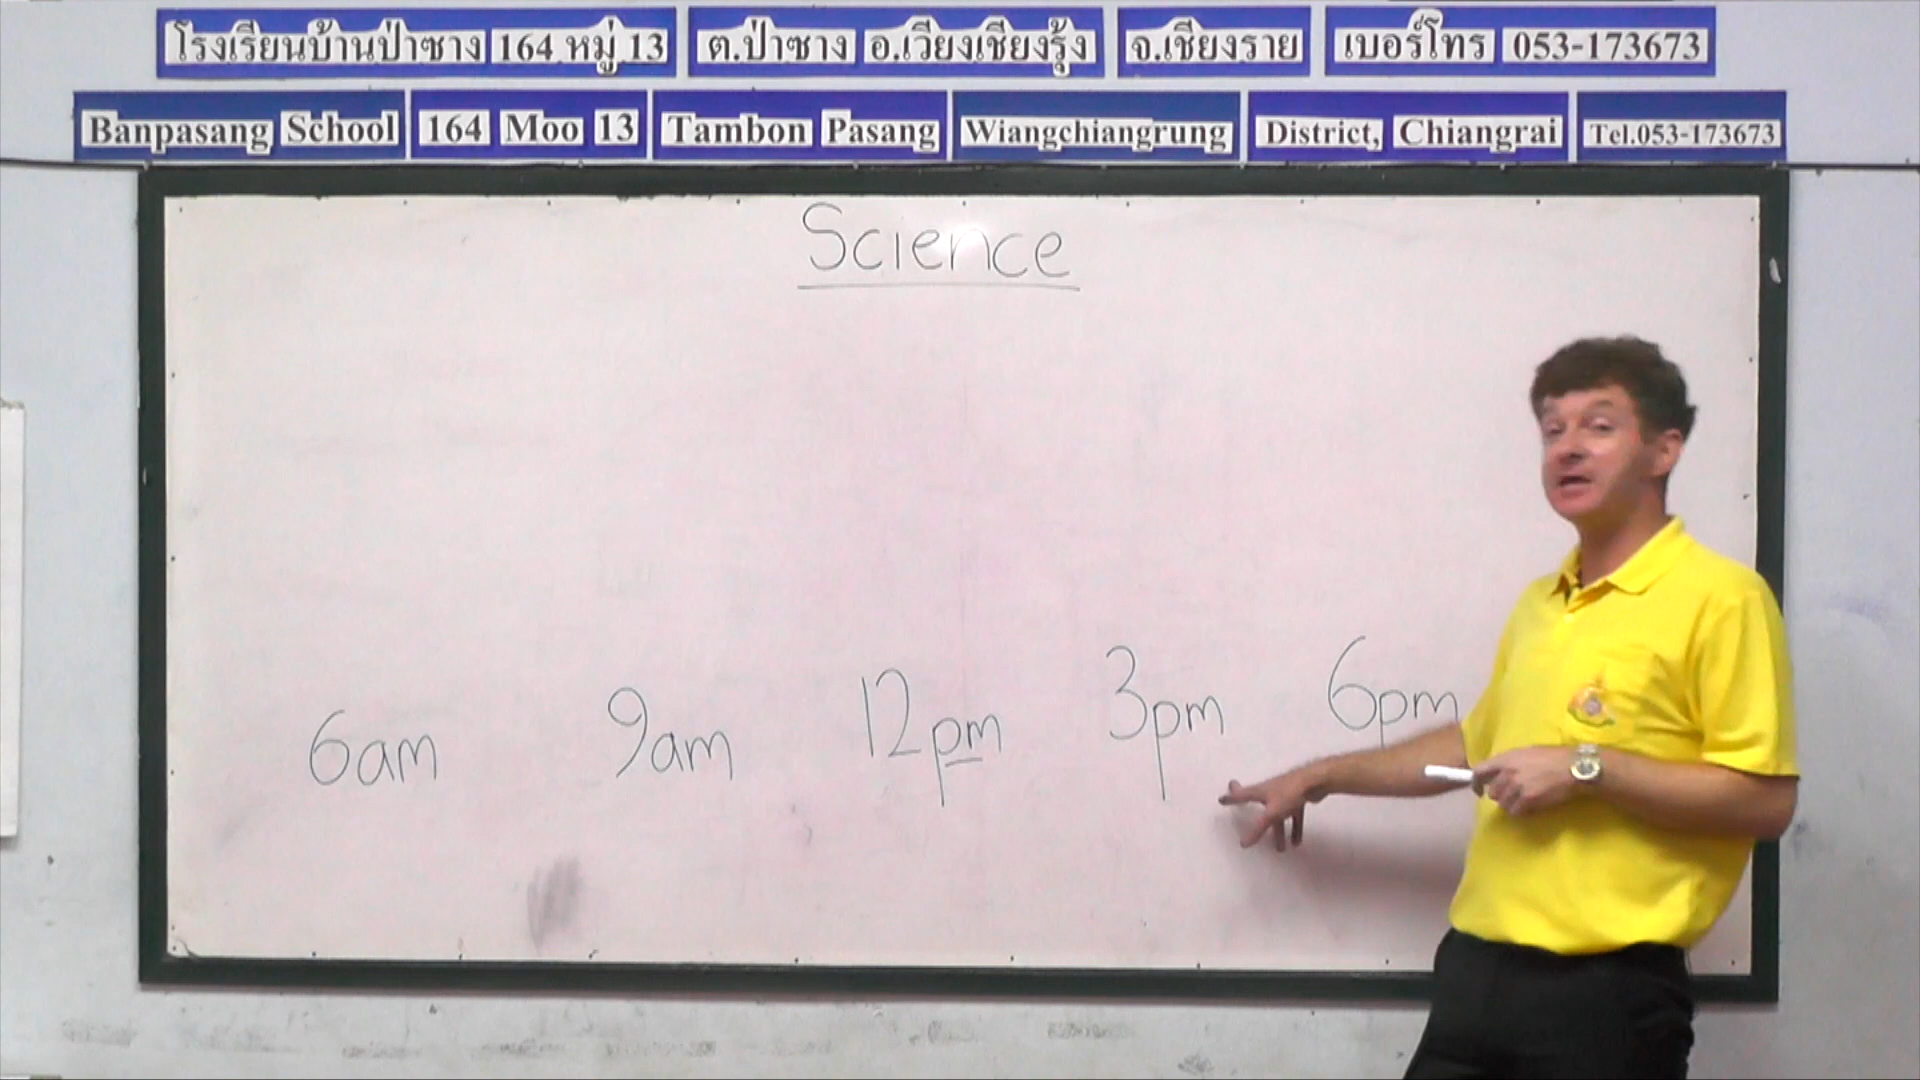 โรงเรียนบ้านป่าซาง 164 หมู่ 13 ต.ป่าซาง อ.เวียงเชียงรุ้ง จ.เชียงราย เบอร์โทร 053-173673
Banpasang School 164 Moo 13 Tambon Pasang Wiangchiangrung District, Chiangrai Tel.053-173673
Science
6am 9am 12pm 3pm 6pm